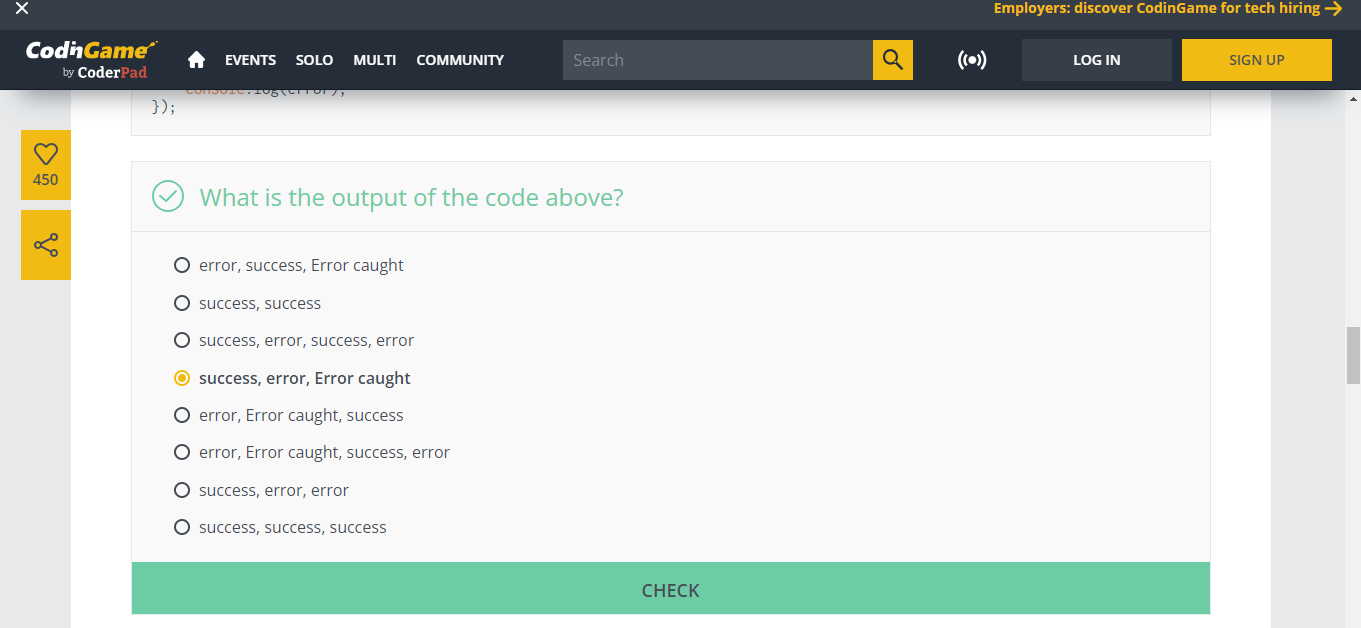 Employers: discover CodinGame for tech hiring
CodinGame
by CoderPad
EVENTS SOLO MULTI COMMUNITY
Search
LOG IN
SIGN UP
console.log(error);
});
450
What is the output of the code above?
error, success, Error caught
success, success
success, error, success, error
success, error, Error caught
error, Error caught, success
error, Error caught, success, error
success, error, error
success, success, success
CHECK